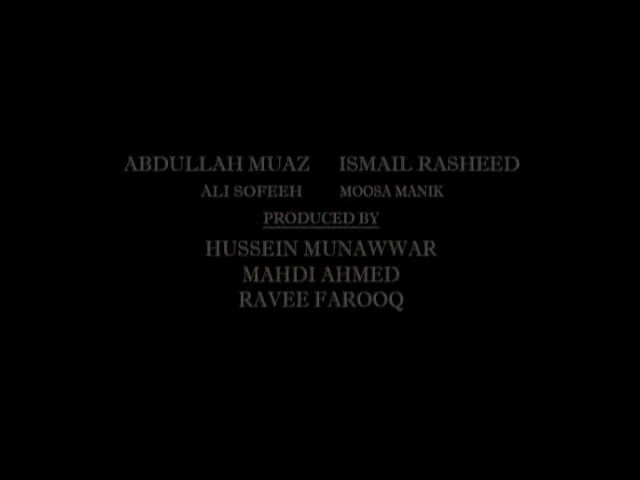 ABDULLAH MUAZ ISMAIL RASHEED
ALI SOFEEH MOOSA MANIK
PRODUCED BY
HUSSEIN MUNAWWAR
MAHDI AHMED
RAVEE FAROOQ